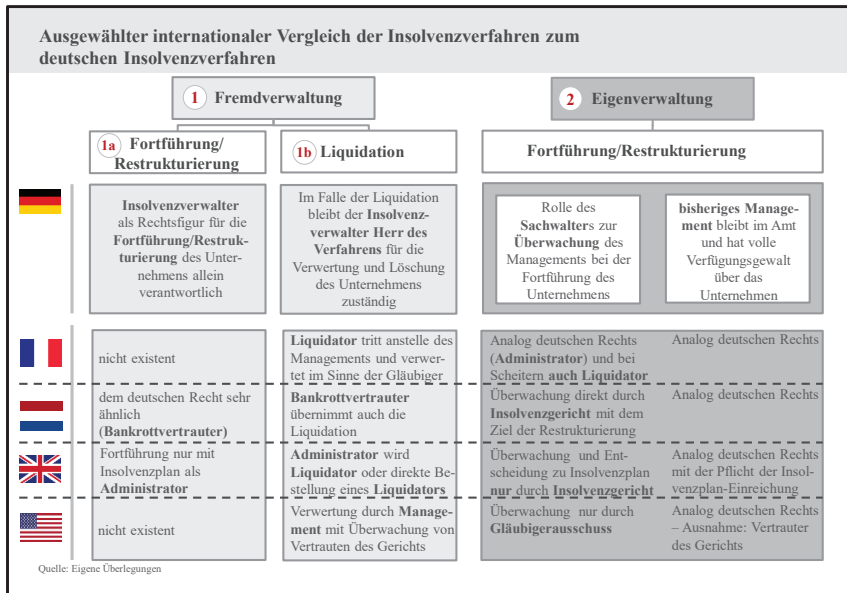 Ausgewählter internationaler Vergleich der Insolvenzverfahren zum
deutschen Insolvenzverfahren
1 Fremdverwaltung
2 Eigenverwaltung
1a Fortführung/
Restrukturierung
1b Liquidation
Fortführung/Restrukturierung
Insolvenzverwalter
als Rechtsfigur für die
Fortführung/Restruk-
turierung des Unter-
nehmens allein
verantwortlich
Im Falle der Liquidation
bleibt der Insolvenz-
verwalter Herr des
Verfahrens für die
Verwertung und Löschung
des Unternehmens
zuständig
Rolle des
Sachwalters zur
Überwachung des
Managements bei der
Fortführung des
Unternehmens
bisheriges Manage-
ment bleibt im Amt
und hat volle
Verfügungsgewalt
über das
Unternehmen
nicht existent
Liquidator tritt anstelle des
Managements und verwer-
tet im Sinne der Gläubiger
Analog deutschen Rechts
(Administrator) und bei
Scheitern auch Liquidator
Analog deutschen Rechts
dem deutschen Recht sehr
ähnlich
(Bankrottvertrauter)
Bankrottvertrauter
übernimmt auch die
Liquidation
Überwachung direkt durch
Insolvenzgericht mit dem
Ziel der Restrukturierung
Analog deutschen Rechts
Fortführung nur mit
Insolvenzplan als
Administrator
Administrator wird
Liquidator oder direkte Be-
stellung eines Liquidators
Überwachung und Ent-
scheidung zu Insolvenzplan
nur durch Insolvenzgericht
Analog deutschen Rechts
mit der Pflicht der Insol-
venzplan-Einreichung
nicht existent
Verwertung durch Manage-
ment mit Überwachung von
Vertrauten des Gerichts
Überwachung nur durch
Gläubigerausschuss
Analog deutschen Rechts
– Ausnahme: Vertrauter
des Gerichts
Quelle: Eigene Überlegungen